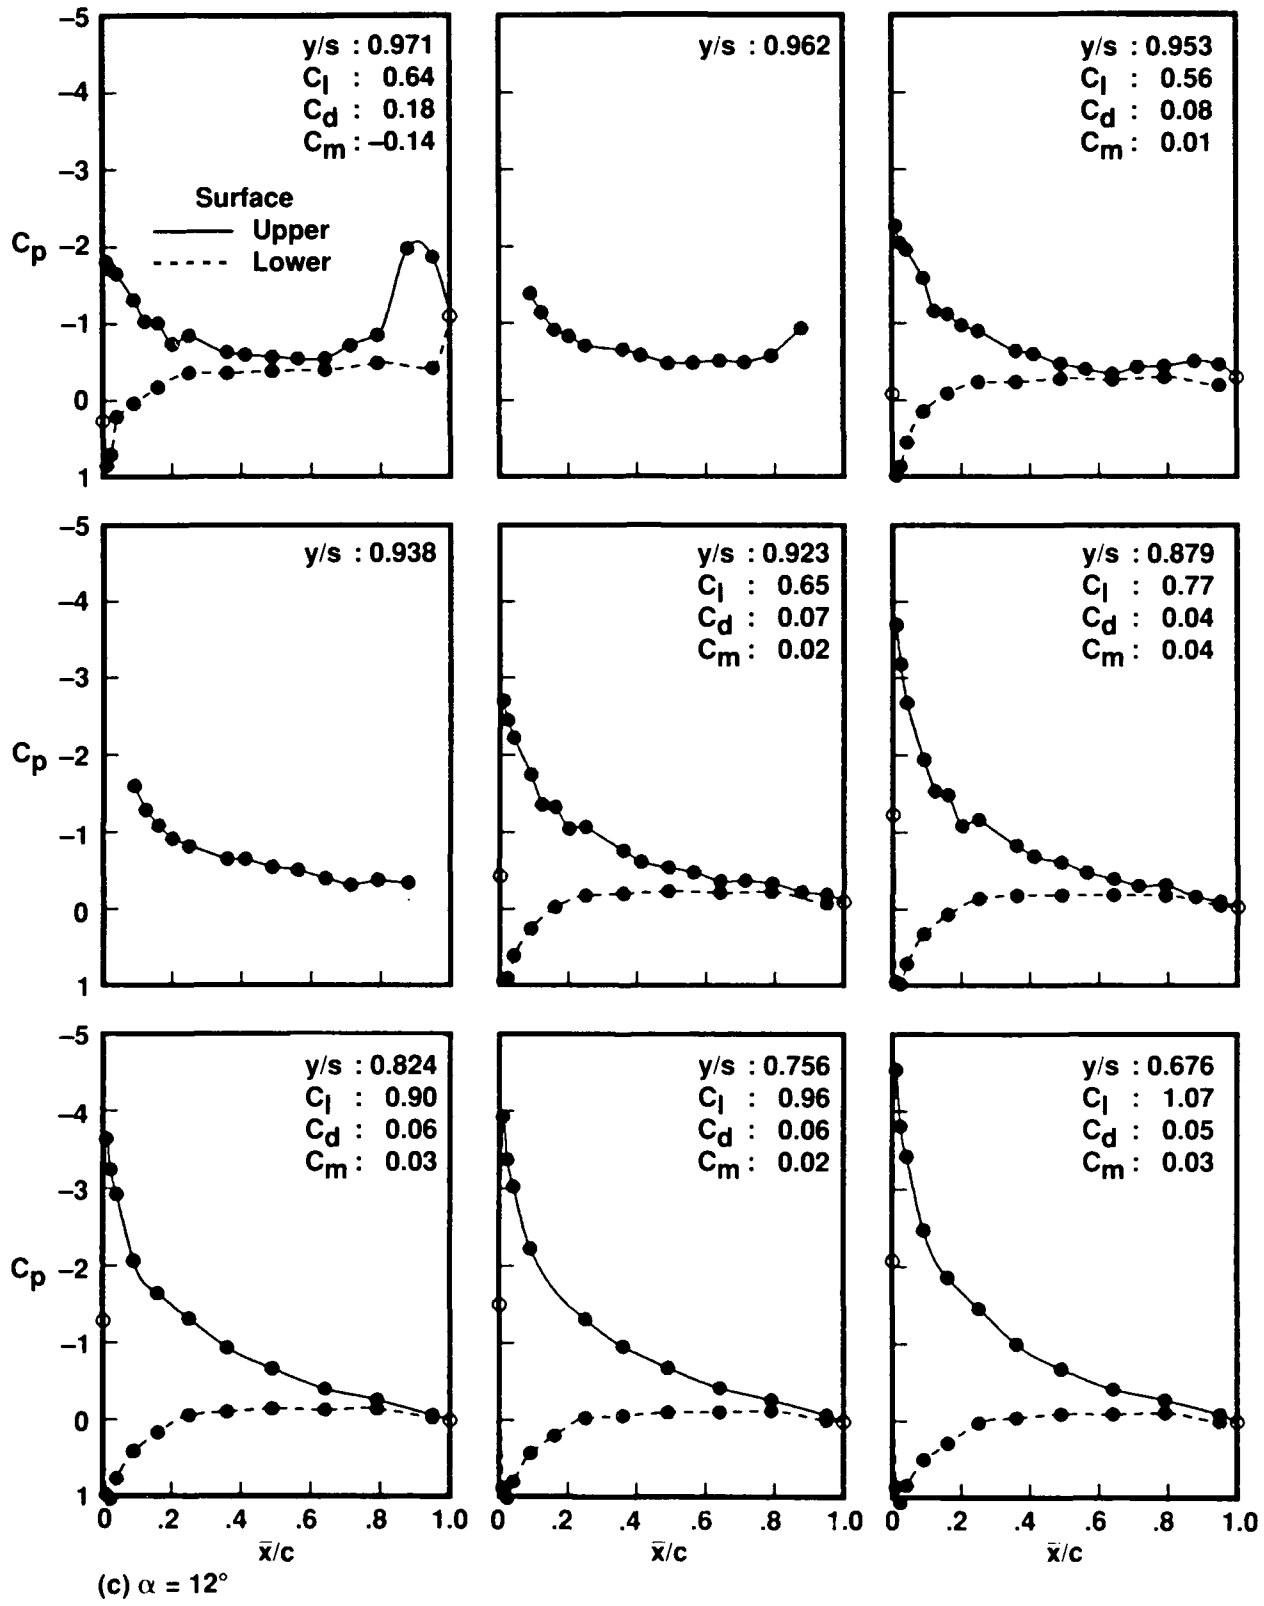 y/s : 0.971
Cl : 0.64
Cd : 0.18
Cm : –0.14
Surface
Upper
Lower
Cp
–5
–4
–3
–2
–1
0
1
y/s : 0.962
y/s : 0.953
Cl : 0.56
Cd : 0.08
Cm : 0.01
y/s : 0.938
Cp
–5
–4
–3
–2
–1
0
1
y/s : 0.923
Cl : 0.65
Cd : 0.07
Cm : 0.02
y/s : 0.879
Cl : 0.77
Cd : 0.04
Cm : 0.04
y/s : 0.824
Cl : 0.90
Cd : 0.06
Cm : 0.03
Cp
–5
–4
–3
–2
–1
0
1
0 .2 .4 .6 .8 1.0
x̄/c
y/s : 0.756
Cl : 0.96
Cd : 0.06
Cm : 0.02
0 .2 .4 .6 .8 1.0
x̄/c
y/s : 0.676
Cl : 1.07
Cd : 0.05
Cm : 0.03
0 .2 .4 .6 .8 1.0
x̄/c
(c) α = 12°